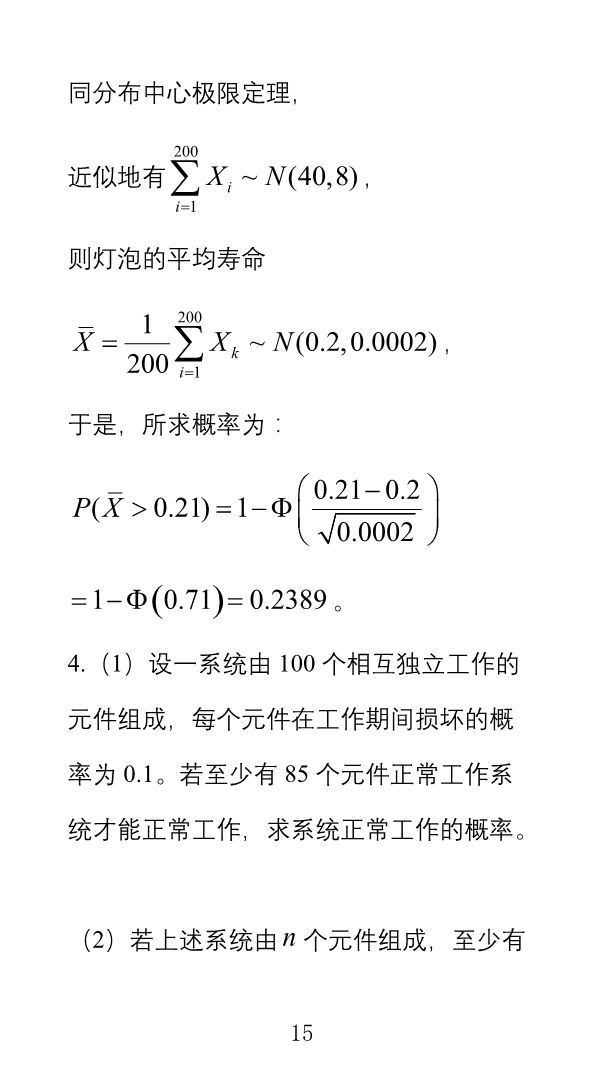 同分布中心极限定理，
近似地有 $\sum_{i=1}^{200} X_i \sim N(40,8)$，
则灯泡的平均寿命
$\overline{X} = \frac{1}{200}\sum_{i=1}^{200} X_k \sim N(0.2,0.0002)$，
于是，所求概率为：
$P(\overline{X} > 0.21) = 1-\Phi\left(\frac{0.21-0.2}{\sqrt{0.0002}}\right)$
$= 1-\Phi(0.71) = 0.2389$。
4.（1）设一系统由 100 个相互独立工作的
元件组成，每个元件在工作期间损坏的概
率为 0.1。若至少有 85 个元件正常工作系
统才能正常工作，求系统正常工作的概率。
（2）若上述系统由 $n$ 个元件组成，至少有
15